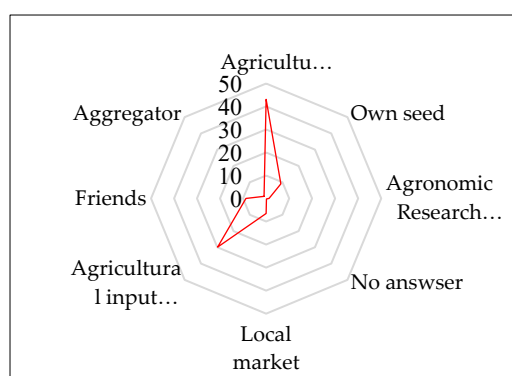 Agricultu…
50
40
30
20
10
0
Own seed
Agronomic
Research…
No answser
Local
market
Agricultura
l input…
Friends
Aggregator